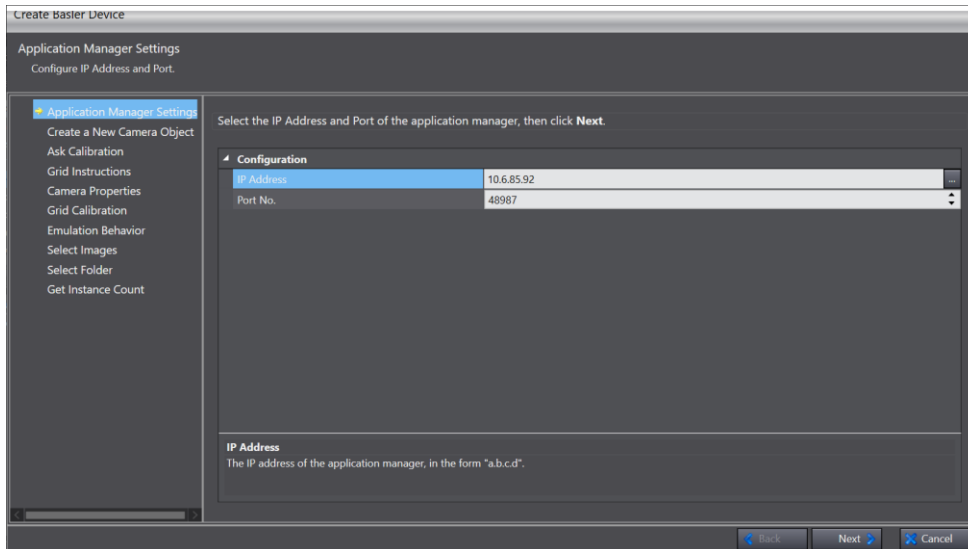 Create Basler Device
Application Manager Settings
Configure IP Address and Port.
Application Manager Settings
Create a New Camera Object
Ask Calibration
Grid Instructions
Camera Properties
Grid Calibration
Emulation Behavior
Select Images
Select Folder
Get Instance Count
Select the IP Address and Port of the application manager, then click Next.
Configuration
IP Address 10.6.85.92 ...
Port No. 48987
IP Address
The IP address of the application manager, in the form "a.b.c.d".
Back Next Cancel